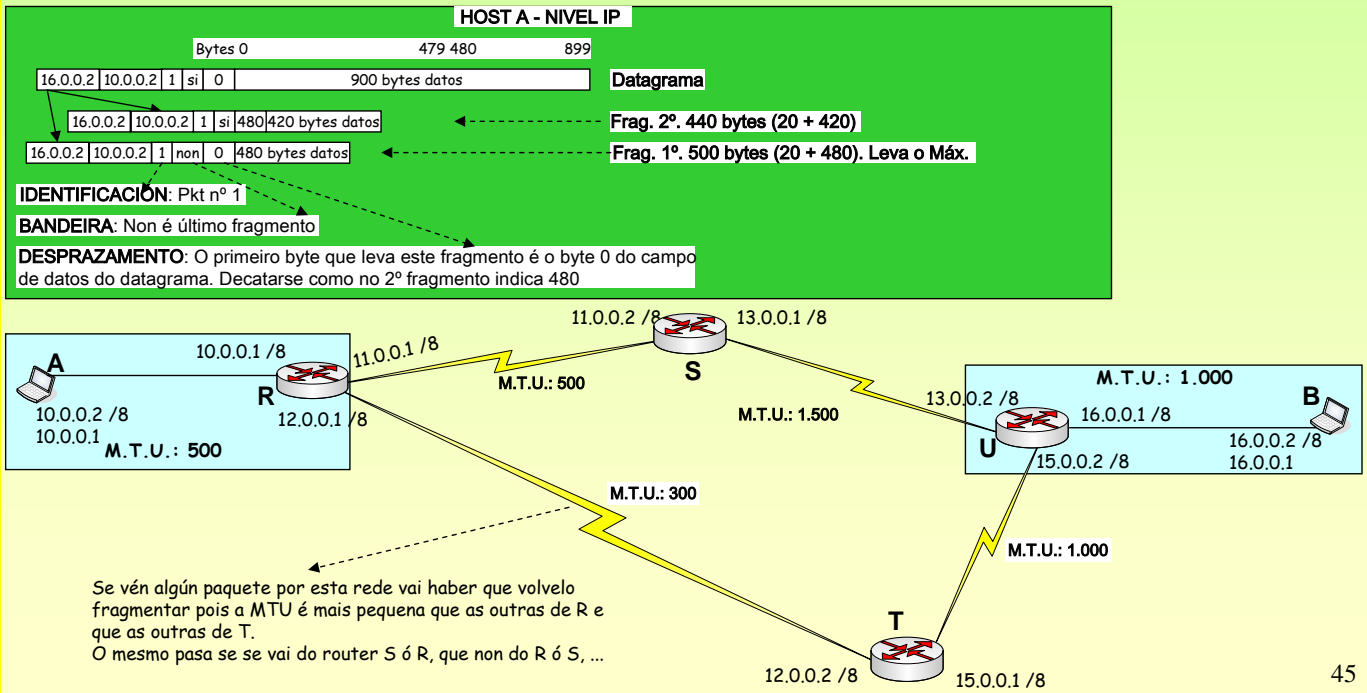 HOST A - NIVEL IP
Bytes 0 479 480 899
16.0.0.2 10.0.0.2 1 si 0 900 bytes datos
Datagrama
16.0.0.2 10.0.0.2 1 si 480 420 bytes datos
Frag. 2º. 440 bytes (20 + 420)
16.0.0.2 10.0.0.2 1 non 0 480 bytes datos
Frag. 1º. 500 bytes (20 + 480). Leva o Máx.
IDENTIFICACIÓN: Pkt nº 1
BANDEIRA: Non é último fragmento
DESPRAZAMENTO: O primeiro byte que leva este fragmento é o byte 0 do campo
de datos do datagrama. Decatarse como no 2º fragmento indica 480
11.0.0.2 /8
13.0.0.1 /8
S
A
10.0.0.1 /8
11.0.0.1 /8
R
10.0.0.2 /8
10.0.0.1
12.0.0.1 /8
M.T.U.: 500
M.T.U.: 500
M.T.U.: 1.500
M.T.U.: 1.000
B
13.0.0.2 /8
16.0.0.1 /8
U
16.0.0.2 /8
16.0.0.1
15.0.0.2 /8
M.T.U.: 300
M.T.U.: 1.000
Se vén algún paquete por esta rede vai haber que volvelo
fragmentar pois a MTU é mais pequena que as outras de R e
que as outras de T.
O mesmo pasa se se vai do router S ó R, que non do R ó S, ...
T
12.0.0.2 /8
15.0.0.1 /8
45